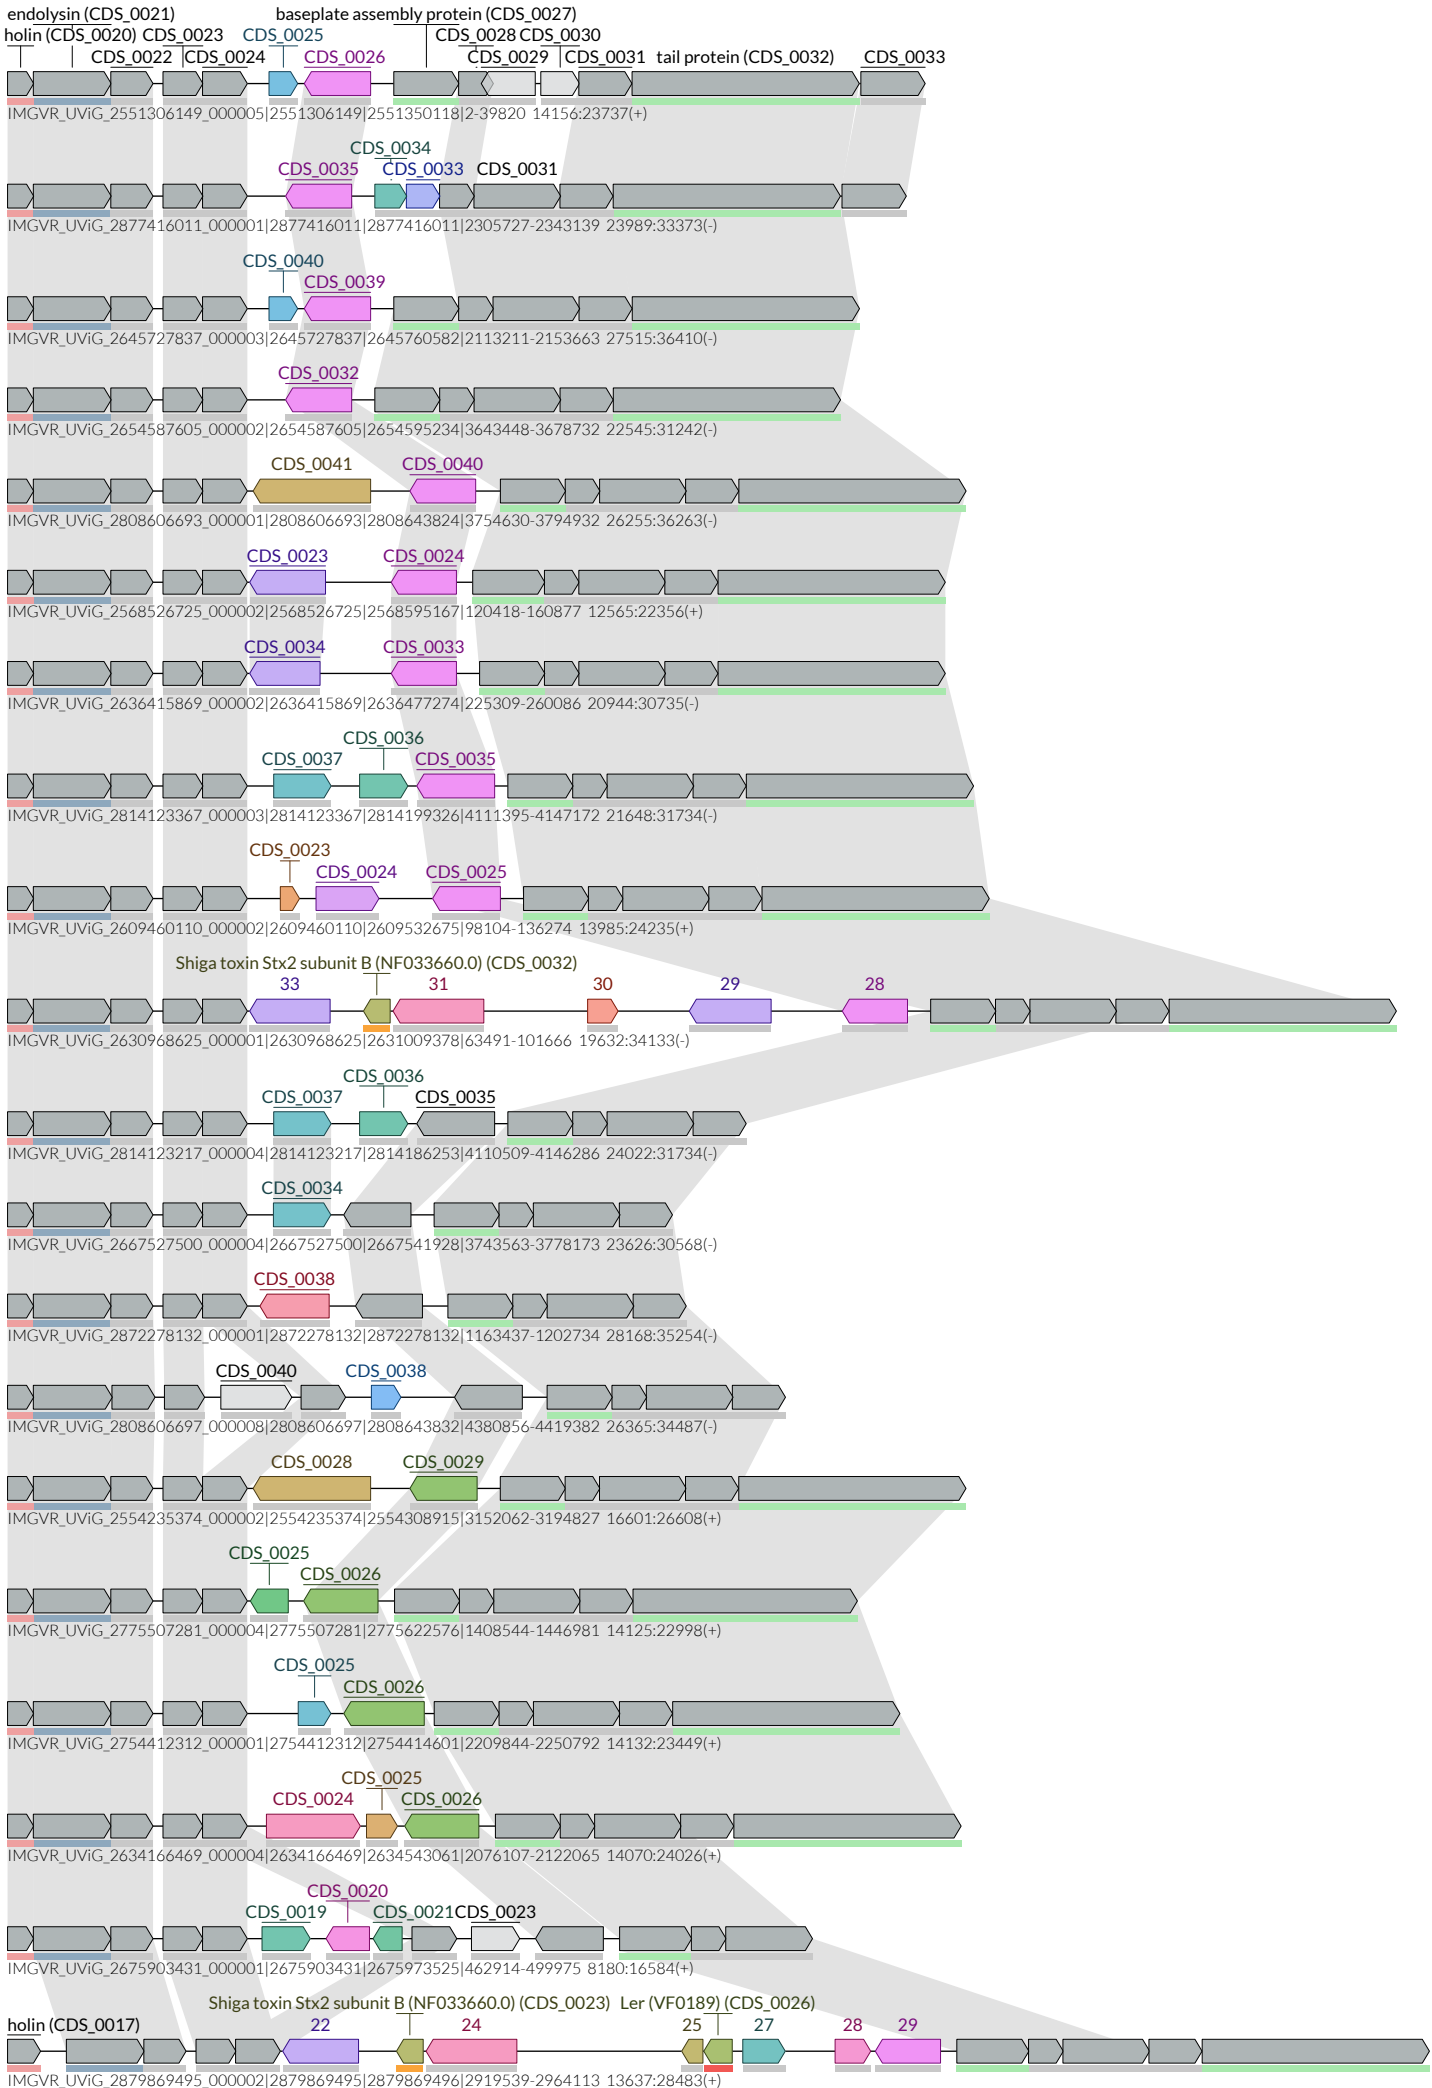 endolysin (CDS_0021) baseplate assembly protein (CDS_0027)
holin (CDS_0020) CDS_0023 CDS_0025 CDS_0028 CDS_0030
CDS_0022 CDS_0024 CDS_0026 CDS_0029 CDS_0031 tail protein (CDS_0032) CDS_0033
IMGVR_UViG_2551306149_000005|2551306149|2551350118|2-39820 14156:23737(+)
CDS_0034
CDS_0035 CDS_0033 CDS_0031
IMGVR_UViG_2877416011_000001|2877416011|2877416011|2305727-2343139 23989:33373(-)
CDS_0040
CDS_0039
IMGVR_UViG_2645727837_000003|2645727837|2645760582|2113211-2153663 27515:36410(-)
CDS_0032
IMGVR_UViG_2654587605_000002|2654587605|2654595234|3643448-3678732 22545:31242(-)
CDS_0041 CDS_0040
IMGVR_UViG_2808606693_000001|2808606693|2808643824|3754630-3794932 26255:36263(-)
CDS_0023 CDS_0024
IMGVR_UViG_2568526725_000002|2568526725|2568595167|120418-160877 12565:22356(+)
CDS_0034 CDS_0033
IMGVR_UViG_2636415869_000002|2636415869|2636477274|225309-260086 20944:30735(-)
CDS_0036
CDS_0037 CDS_0035
IMGVR_UViG_2814123367_000003|2814123367|2814199326|4111395-4147172 21648:31734(-)
CDS_0023
CDS_0024 CDS_0025
IMGVR_UViG_2609460110_000002|2609460110|2609532675|98104-136274 13985:24235(+)
Shiga toxin Stx2 subunit B (NF033660.0) (CDS_0032)
33 31 30 29 28
IMGVR_UViG_2630968625_000001|2630968625|2631009378|63491-101666 19632:34133(-)
CDS_0036
CDS_0037 CDS_0035
IMGVR_UViG_2814123217_000004|2814123217|2814186253|4110509-4146286 24022:31734(-)
CDS_0034
IMGVR_UViG_2667527500_000004|2667527500|2667541928|3743563-3778173 23626:30568(-)
CDS_0038
IMGVR_UViG_2872278132_000001|2872278132|2872278132|1163437-1202734 28168:35254(-)
CDS_0040 CDS_0038
IMGVR_UViG_2808606697_000008|2808606697|2808643832|4380856-4419382 26365:34487(-)
CDS_0028 CDS_0029
IMGVR_UViG_2554235374_000002|2554235374|2554308915|3152062-3194827 16601:26608(+)
CDS_0025
CDS_0026
IMGVR_UViG_2775507281_000004|2775507281|2775622576|1408544-1446981 14125:22998(+)
CDS_0025
CDS_0026
IMGVR_UViG_2754412312_000001|2754412312|2754414601|2209844-2250792 14132:23449(+)
CDS_0025
CDS_0024 CDS_0026
IMGVR_UViG_2634166469_000004|2634166469|2634543061|2076107-2122065 14070:24026(+)
CDS_0020
CDS_0019 CDS_0021 CDS_0023
IMGVR_UViG_2675903431_000001|2675903431|2675973525|462914-499975 8180:16584(+)
Shiga toxin Stx2 subunit B (NF033660.0) (CDS_0023) Ler (VF0189) (CDS_0026)
holin (CDS_0017) 22 24 25 27 28 29
IMGVR_UViG_2879869495_000002|2879869495|2879869496|2919539-2964113 13637:28483(+)